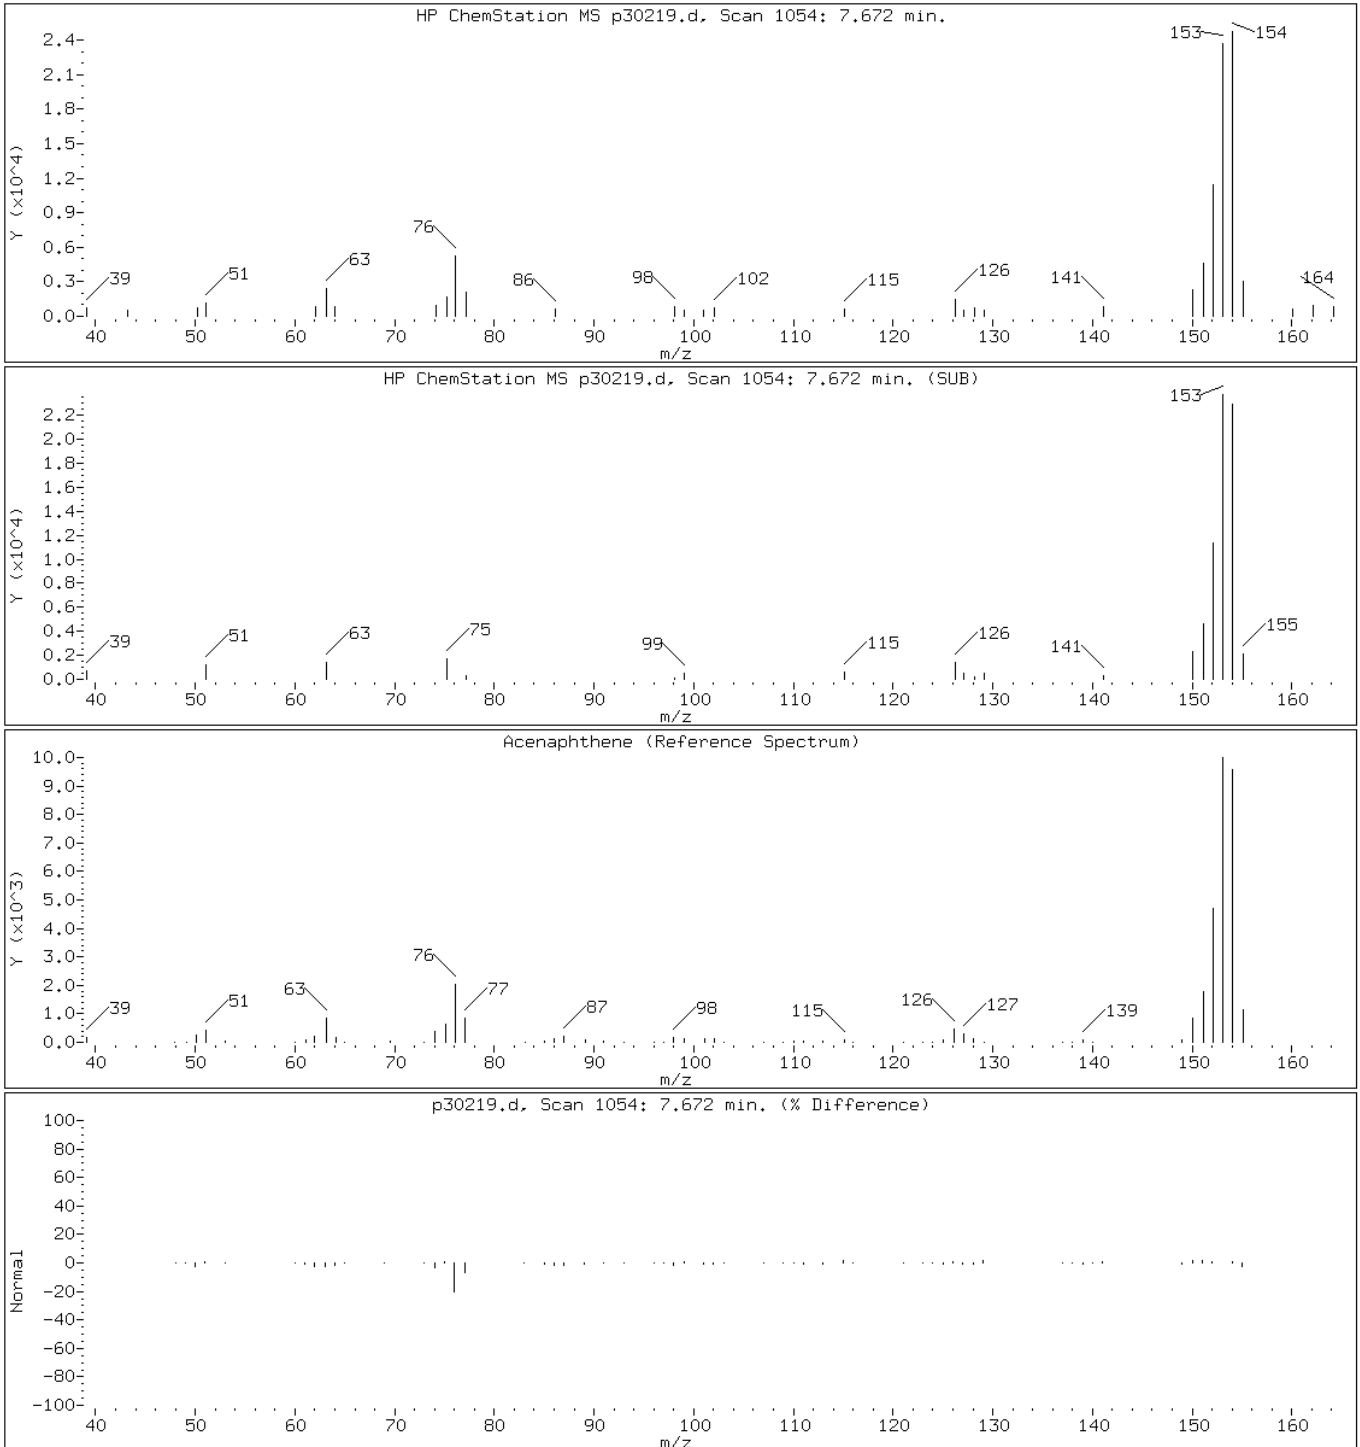 HP ChemStation MS p30219.d, Scan 1054: 7.672 min.
153 154
2.4-
2.1-
1.8-
1.5-
1.2-
0.9-
0.6-
0.3-
0.0-
Y (x10^4)
39 51 63 76 86 98 102 115 126 141 164
40 50 60 70 80 90 100 110 120 130 140 150 160
m/z
HP ChemStation MS p30219.d, Scan 1054: 7.672 min. (SUB)
153
2.2-
2.0-
1.8-
1.6-
1.4-
1.2-
1.0-
0.8-
0.6-
0.4-
0.2-
0.0-
Y (x10^4)
39 51 63 75 99 115 126 141 155
40 50 60 70 80 90 100 110 120 130 140 150 160
m/z
Acenaphthene (Reference Spectrum)
10.0-
9.0-
8.0-
7.0-
6.0-
5.0-
4.0-
3.0-
2.0-
1.0-
0.0-
Y (x10^3)
39 51 63 76 77 87 98 115 126 127 139
40 50 60 70 80 90 100 110 120 130 140 150 160
m/z
p30219.d, Scan 1054: 7.672 min. (% Difference)
100-
80-
60-
40-
20-
0-
-20-
-40-
-60-
-80-
-100-
Normal
40 50 60 70 80 90 100 110 120 130 140 150 160
m/z